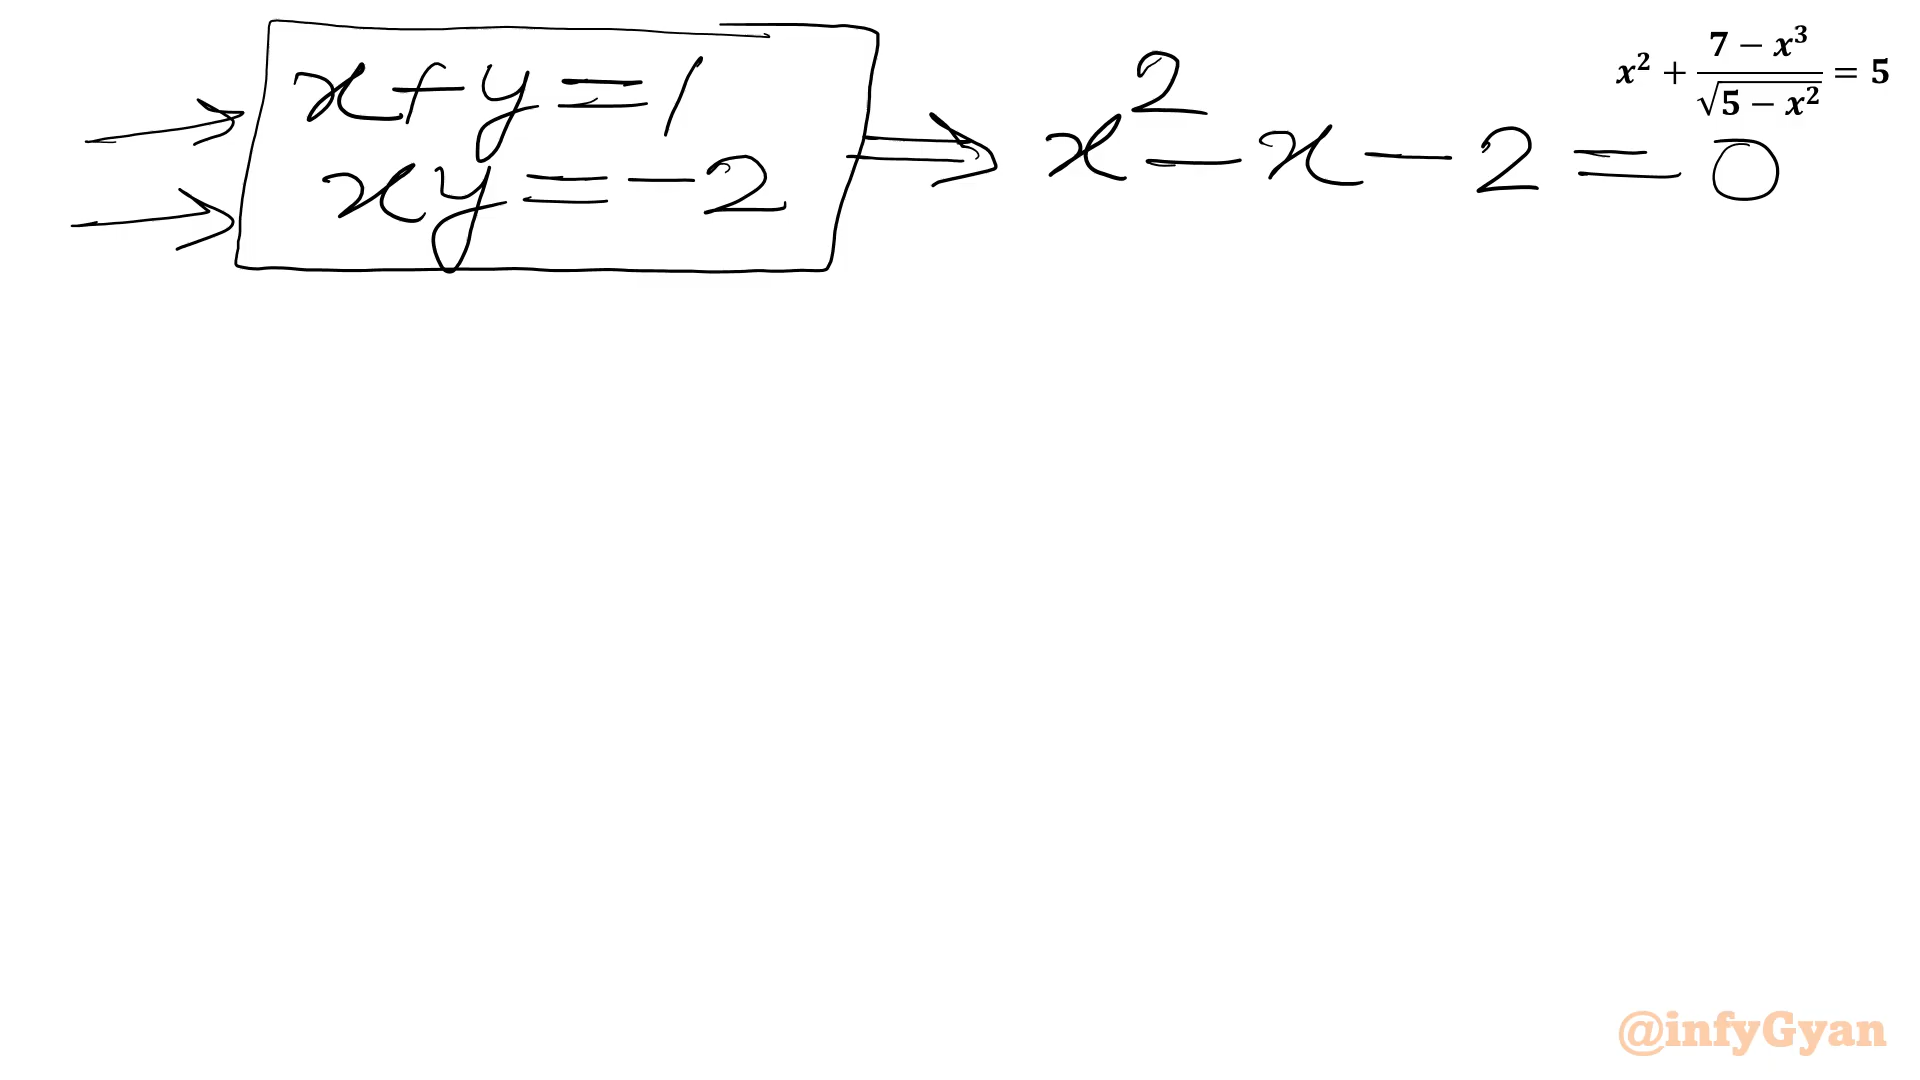 x+y=1 ⇒ x²-x-2=0
xy=-2
x² + (7 − x³)/√(5 − x²) = 5
@infyGyan